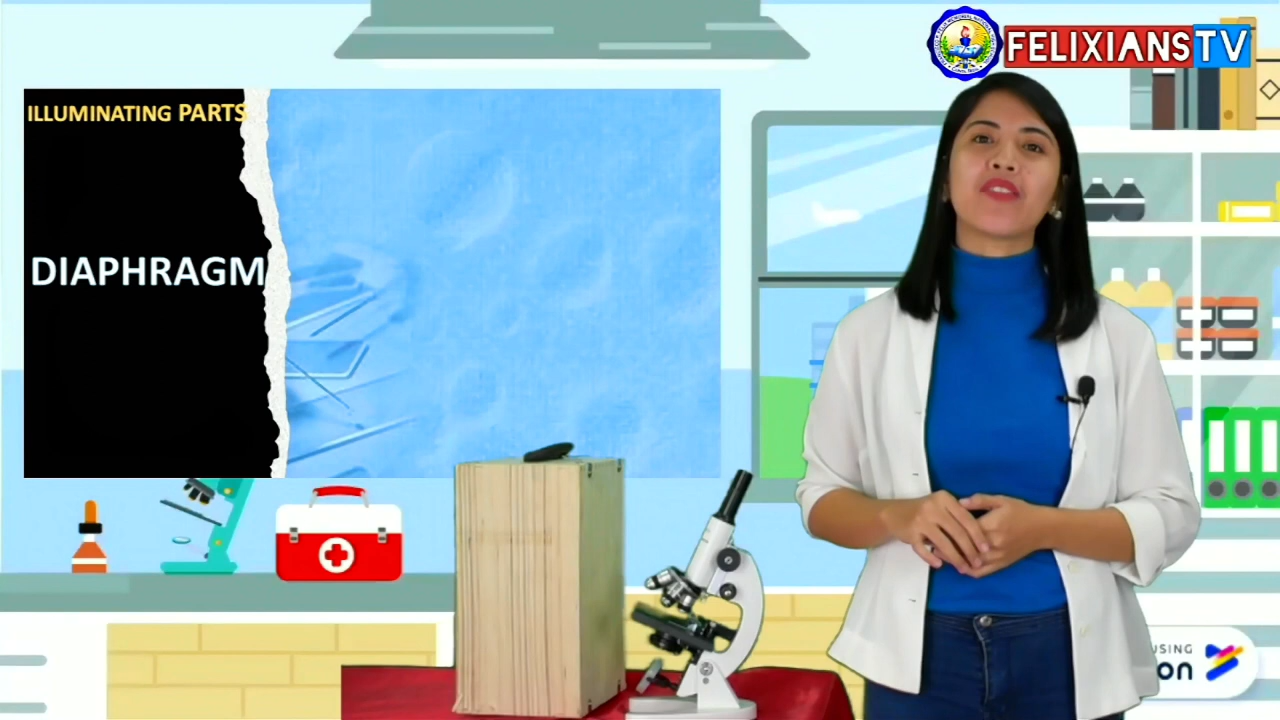 FELIXIANSTV
ILLUMINATING PARTS
DIAPHRAGM
USING
on